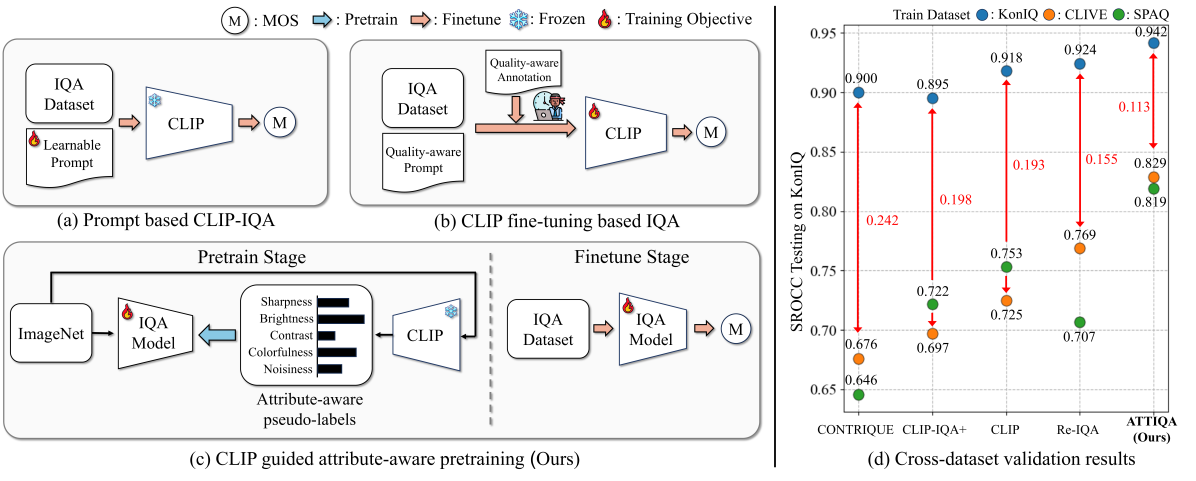 M : MOS : Pretrain : Finetune : Frozen : Training Objective
IQA
Dataset
Learnable
Prompt
CLIP
M
(a) Prompt based CLIP-IQA
Quality-aware
Annotation
IQA
Dataset
Quality-aware
Prompt
CLIP
M
(b) CLIP fine-tuning based IQA
Pretrain Stage
ImageNet
IQA
Model
Sharpness
Brightness
Contrast
Colorfulness
Noisiness
Attribute-aware
pseudo-labels
CLIP
Finetune Stage
IQA
Dataset
IQA
Model
M
(c) CLIP guided attribute-aware pretraining (Ours)
Train Dataset : KonIQ : CLIVE : SPAQ
SROCC Testing on KonIQ
0.95
0.90
0.85
0.80
0.75
0.70
0.65
0.900
0.242
0.676
0.646
0.895
0.198
0.722
0.697
0.918
0.193
0.753
0.725
0.924
0.155
0.769
0.707
0.942
0.113
0.829
0.819
CONTRIQUE
CLIP-IQA+
CLIP
Re-IQA
ATTIQA
(Ours)
(d) Cross-dataset validation results